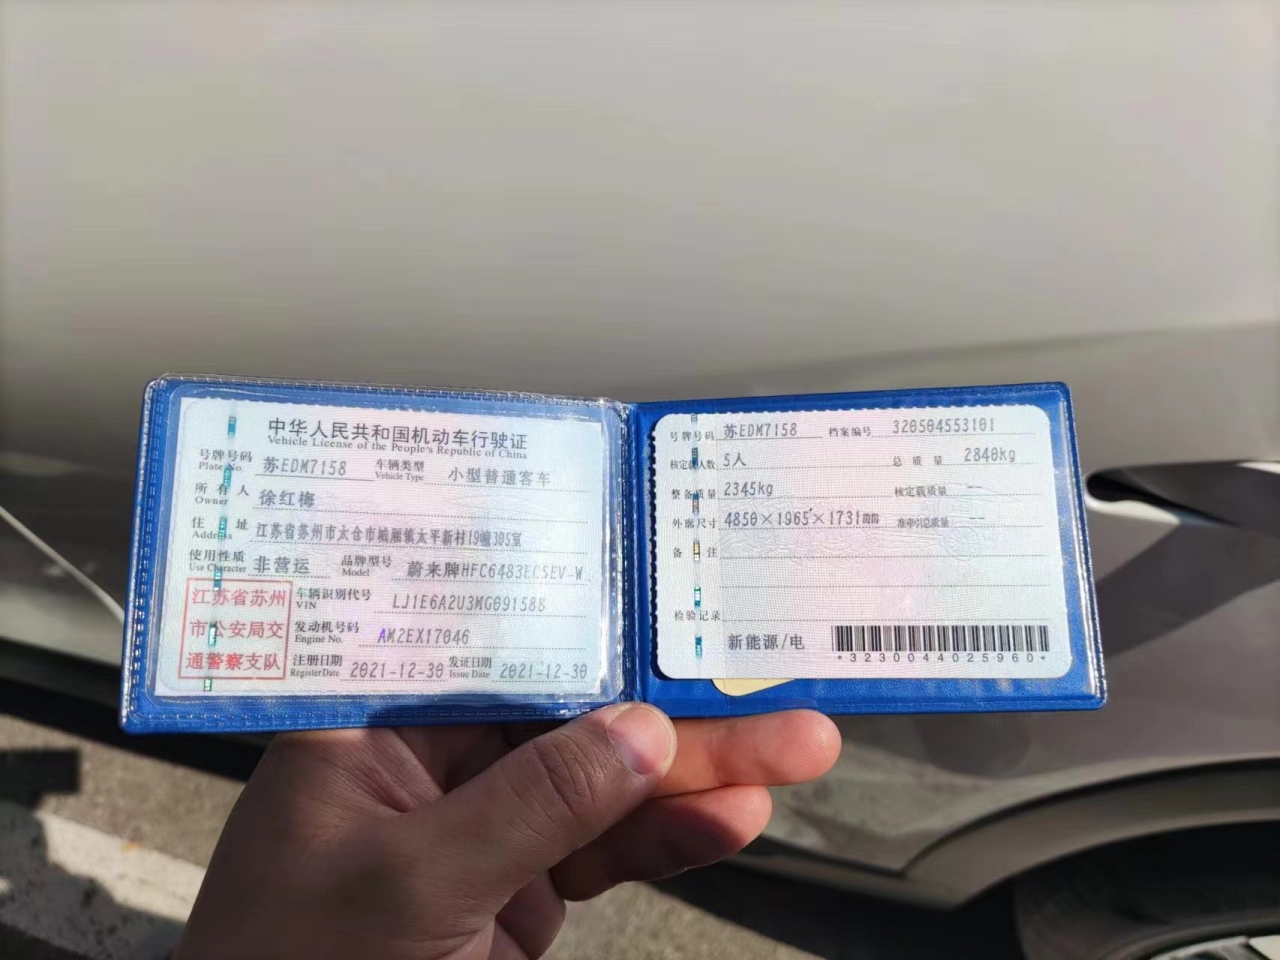 中华人民共和国机动车行驶证
Vehicle License of the People's Republic of China
号牌号码 苏EDM7158 车辆类型 小型普通客车
Plate No. Vehicle Type
所有人 徐红梅
Owner
住址 江苏省苏州市太仓市城厢镇太平新村19幢305室
Address
使用性质 非营运 品牌型号 蔚来牌HFC6483ECSEV-W
Use Character Model
江苏省苏州
市公安局交
通警察支队
车辆识别代号 LJ1E6A2U3MG091588
VIN
发动机号码 AM2EX17046
Engine No.
注册日期 2021-12-30 发证日期 2021-12-30
Register Date Issue Date
号牌号码 苏EDM7158 档案编号 320504553101
核定载人数 5人 总质量 2840kg
整备质量 2345kg 核定载质量 --
外廓尺寸 4850×1965×1731mm 准牵引总质量 --
备注
检验记录
新能源/电
*3230044025960*